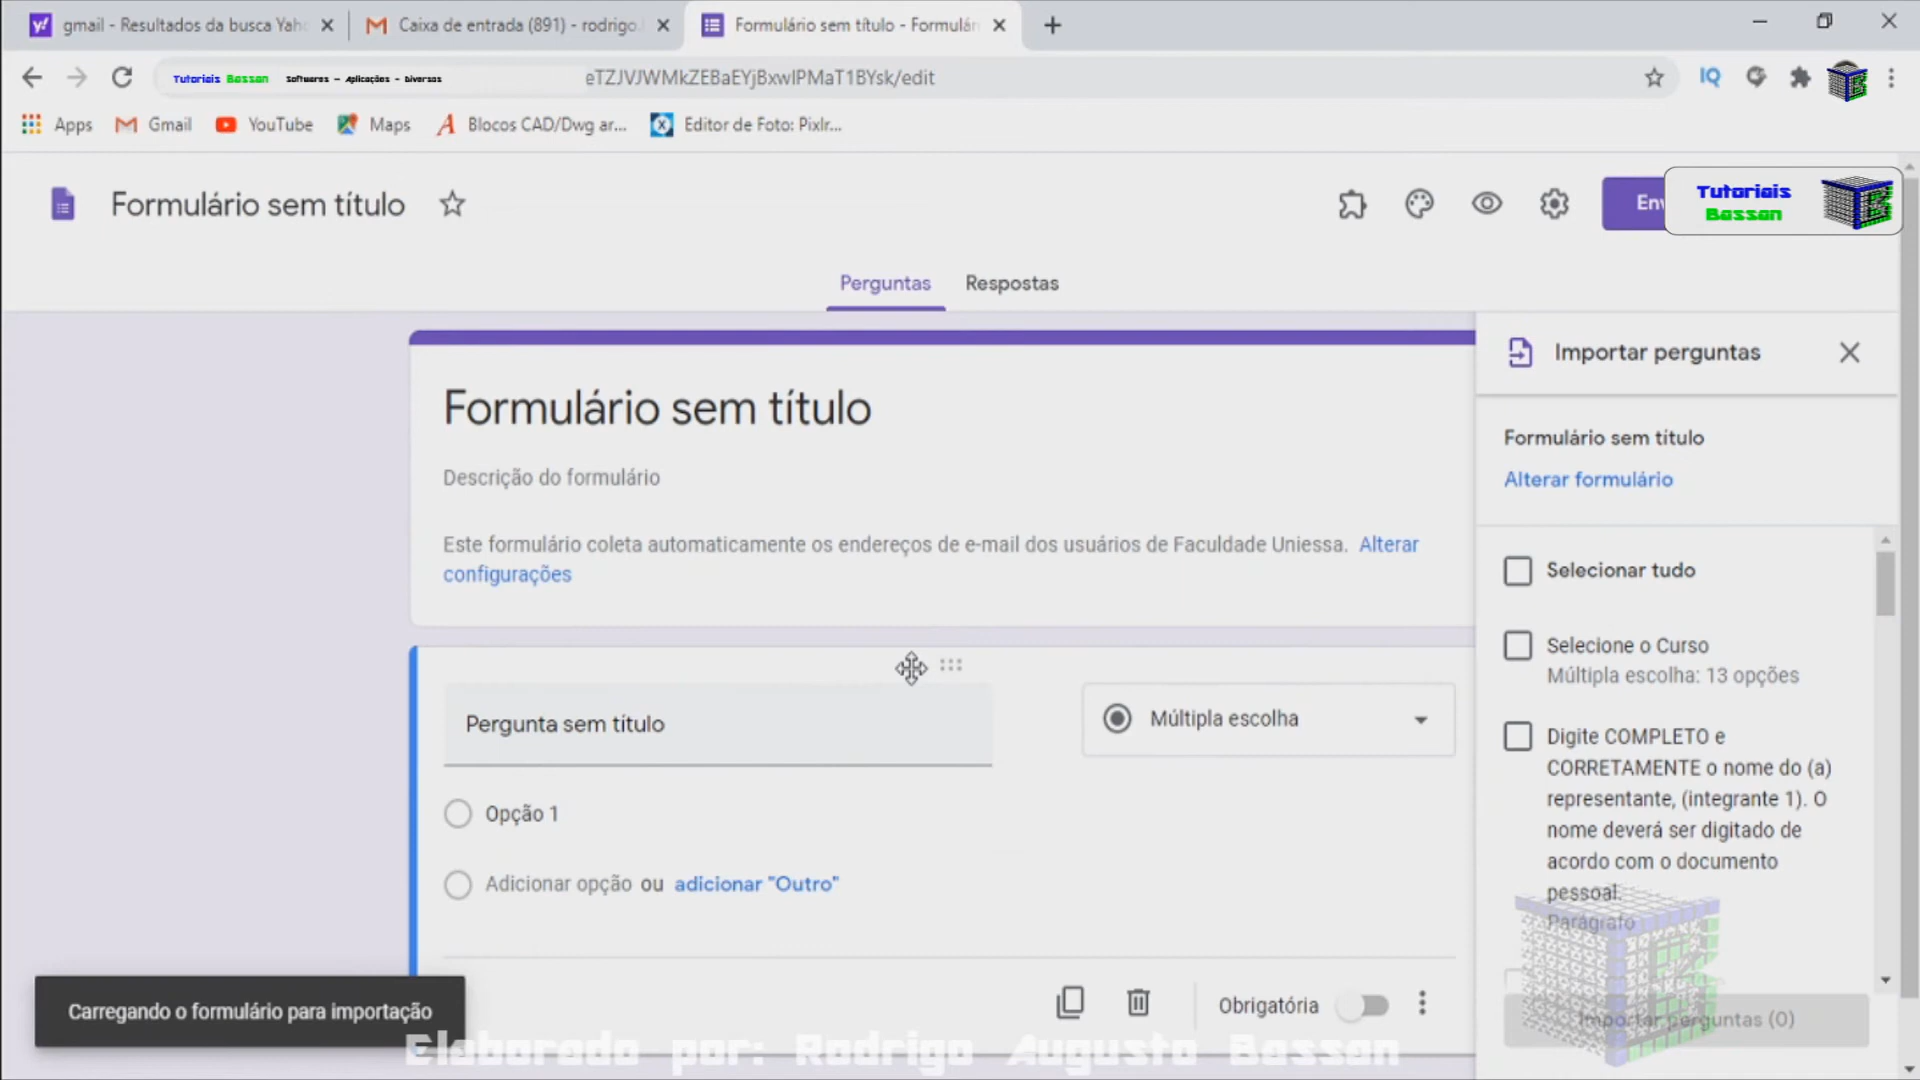 gmail - Resultados da busca Yah
Caixa de entrada (891) - rodrigo.
Formulário sem título - Formulár
Tutoriais Bassan Softwares - Aplicações - Diversos
eTZJVJWMkZEBaEYjBxwIPMaT1BYsk/edit
IQ
Apps
Gmail
YouTube
Maps
Blocos CAD/Dwg ar...
Editor de Foto: Pixlr...
Formulário sem título
Env
Tutoriais
Bassan
Perguntas
Respostas
Formulário sem título
Descrição do formulário
Este formulário coleta automaticamente os endereços de e-mail dos usuários de Faculdade Uniessa. Alterar
configurações
Pergunta sem título
Múltipla escolha
Opção 1
Adicionar opção ou adicionar "Outro"
Obrigatória
Importar perguntas
Formulário sem título
Alterar formulário
Selecionar tudo
Selecione o Curso
Múltipla escolha: 13 opções
Digite COMPLETO e
CORRETAMENTE o nome do (a)
representante, (integrante 1). O
nome deverá ser digitado de
acordo com o documento
pessoal.
Parágrafo
Importar perguntas (0)
Carregando o formulário para importação
Elaborado por: Rodrigo Augusto Bassan